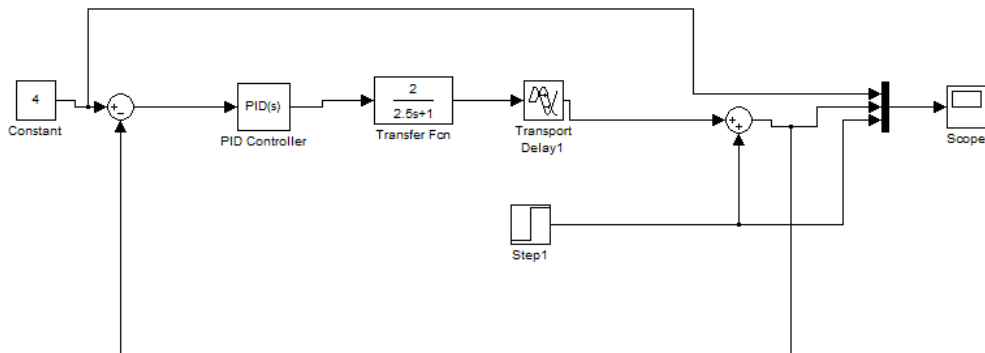 4
Constant
+
−
PID(s)
PID Controller
2
2.5s+1
Transfer Fcn
Transport
Delay1
+
+
Step1
Scope